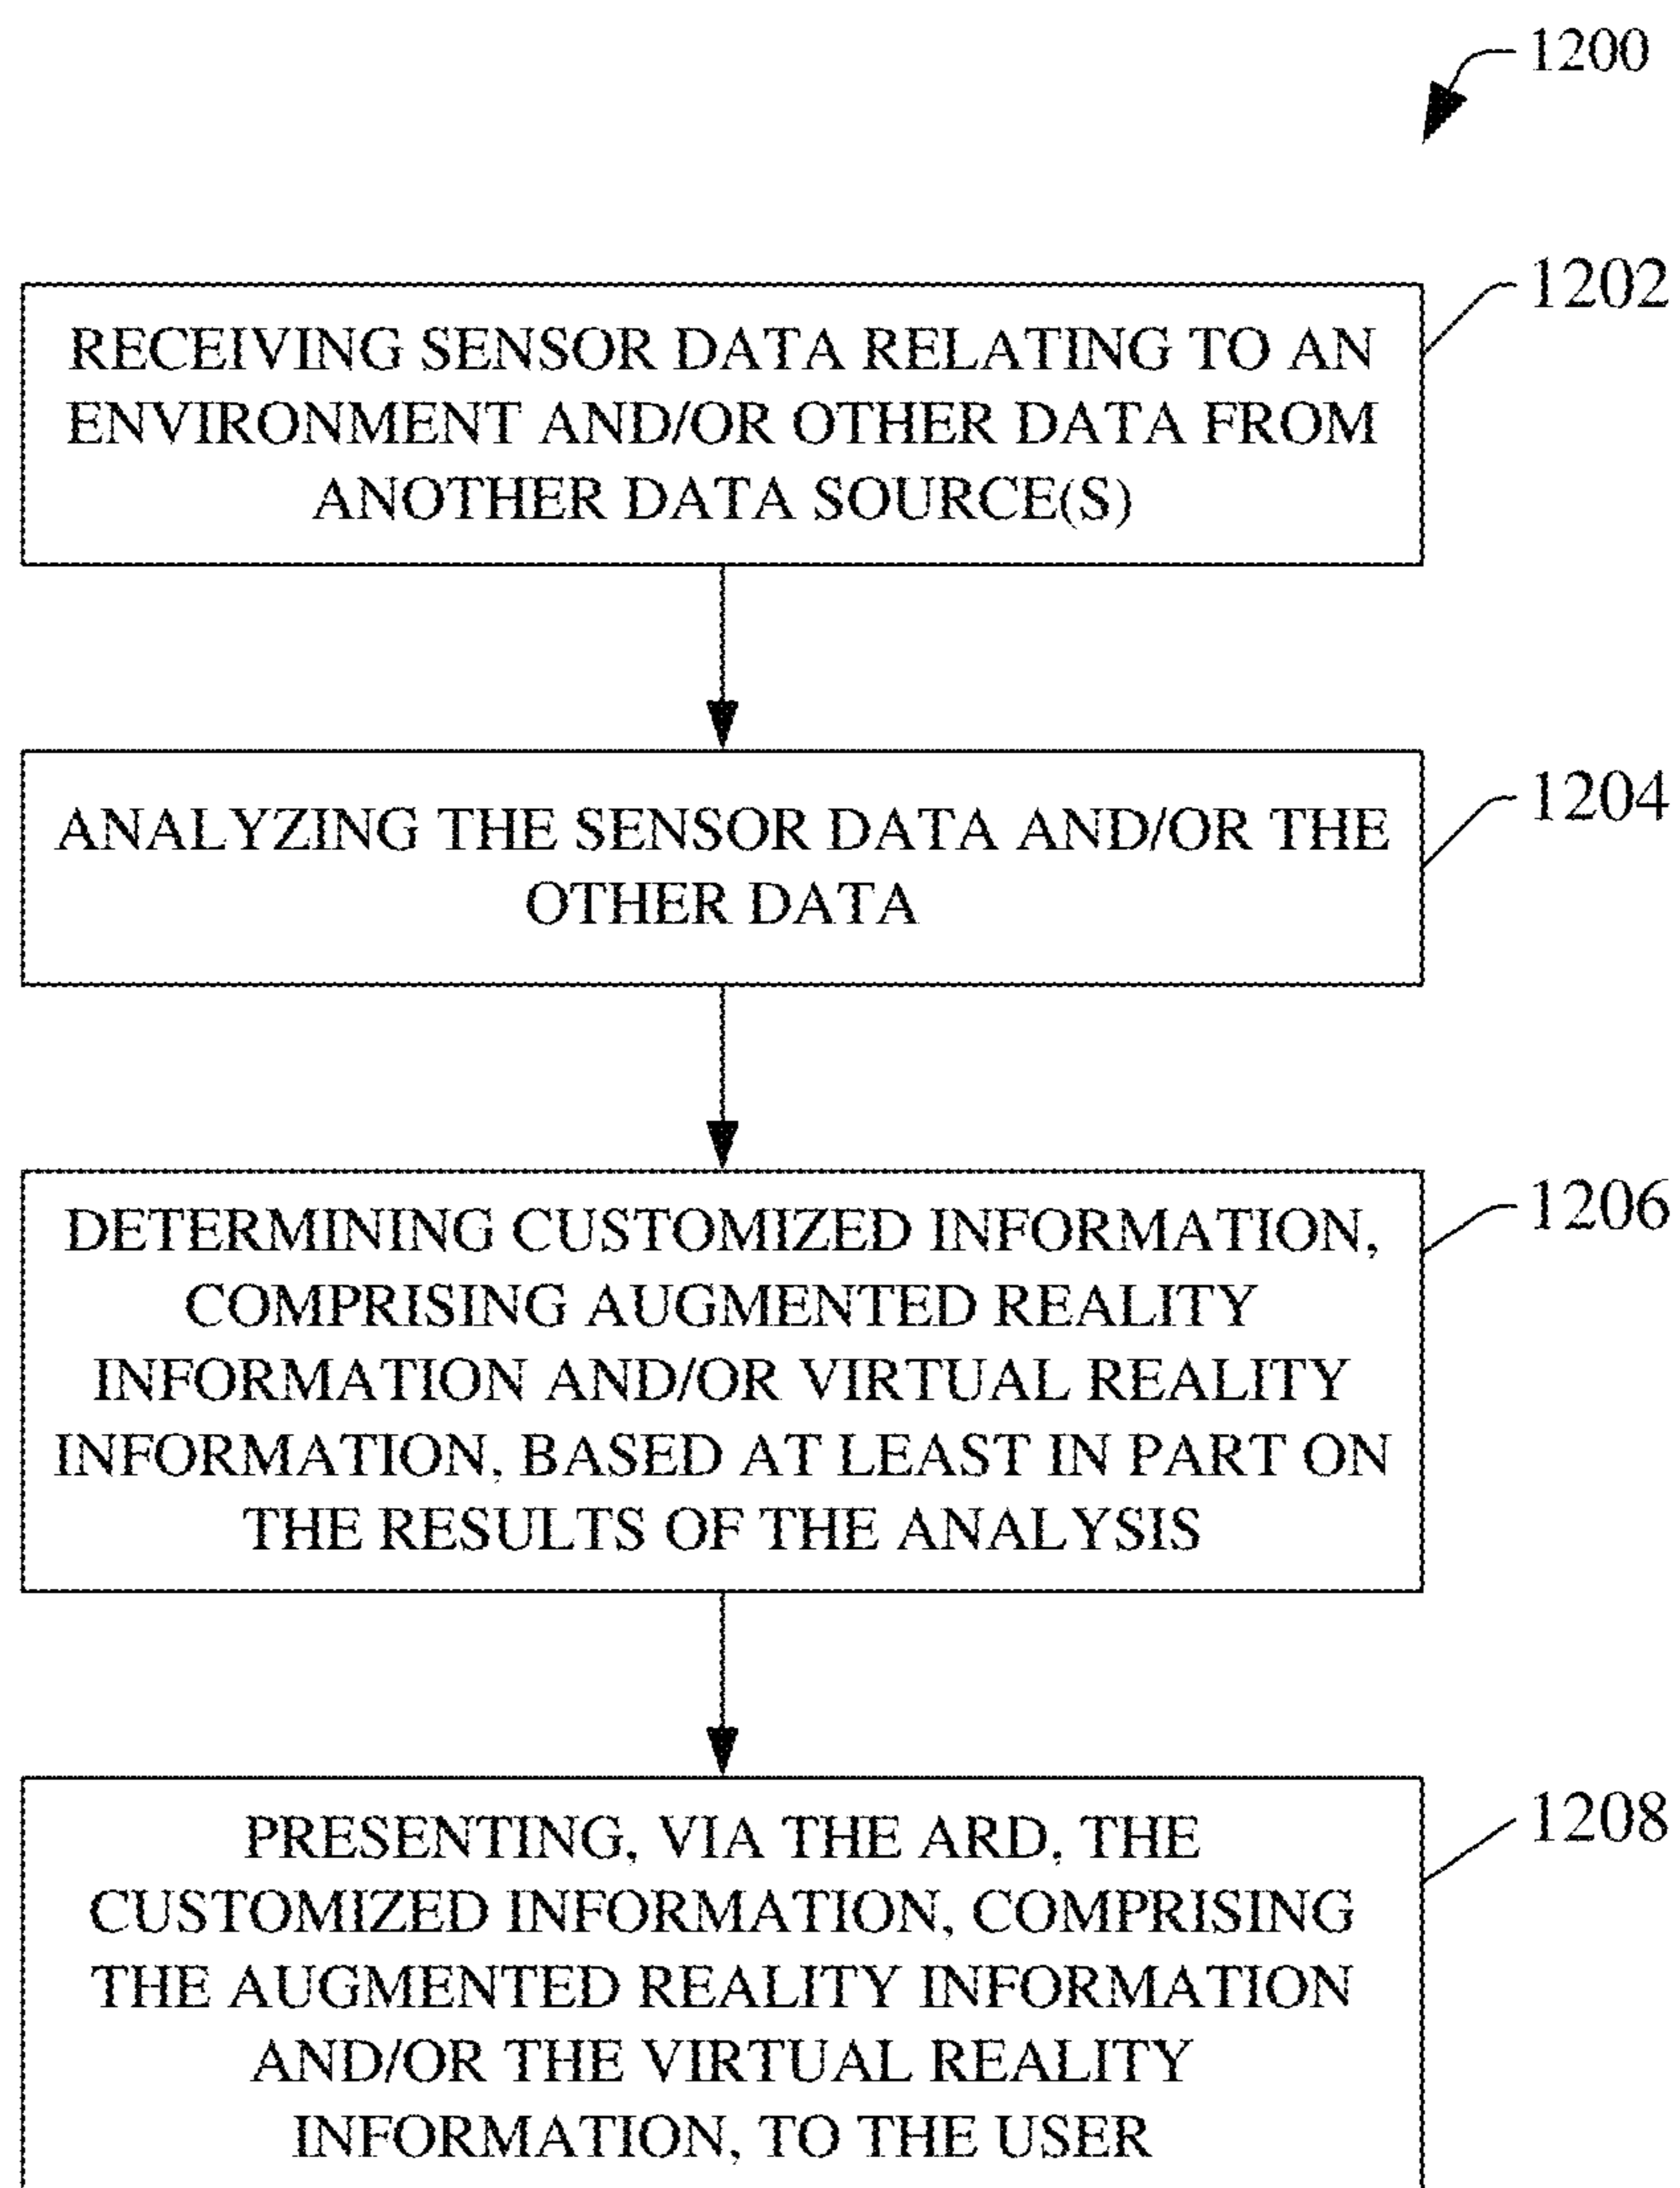 1200
1202
RECEIVING SENSOR DATA RELATING TO AN
ENVIRONMENT AND/OR OTHER DATA FROM
ANOTHER DATA SOURCE(S)
1204
ANALYZING THE SENSOR DATA AND/OR THE
OTHER DATA
1206
DETERMINING CUSTOMIZED INFORMATION,
COMPRISING AUGMENTED REALITY
INFORMATION AND/OR VIRTUAL REALITY
INFORMATION, BASED AT LEAST IN PART ON
THE RESULTS OF THE ANALYSIS
1208
PRESENTING, VIA THE ARD, THE
CUSTOMIZED INFORMATION, COMPRISING
THE AUGMENTED REALITY INFORMATION
AND/OR THE VIRTUAL REALITY
INFORMATION, TO THE USER